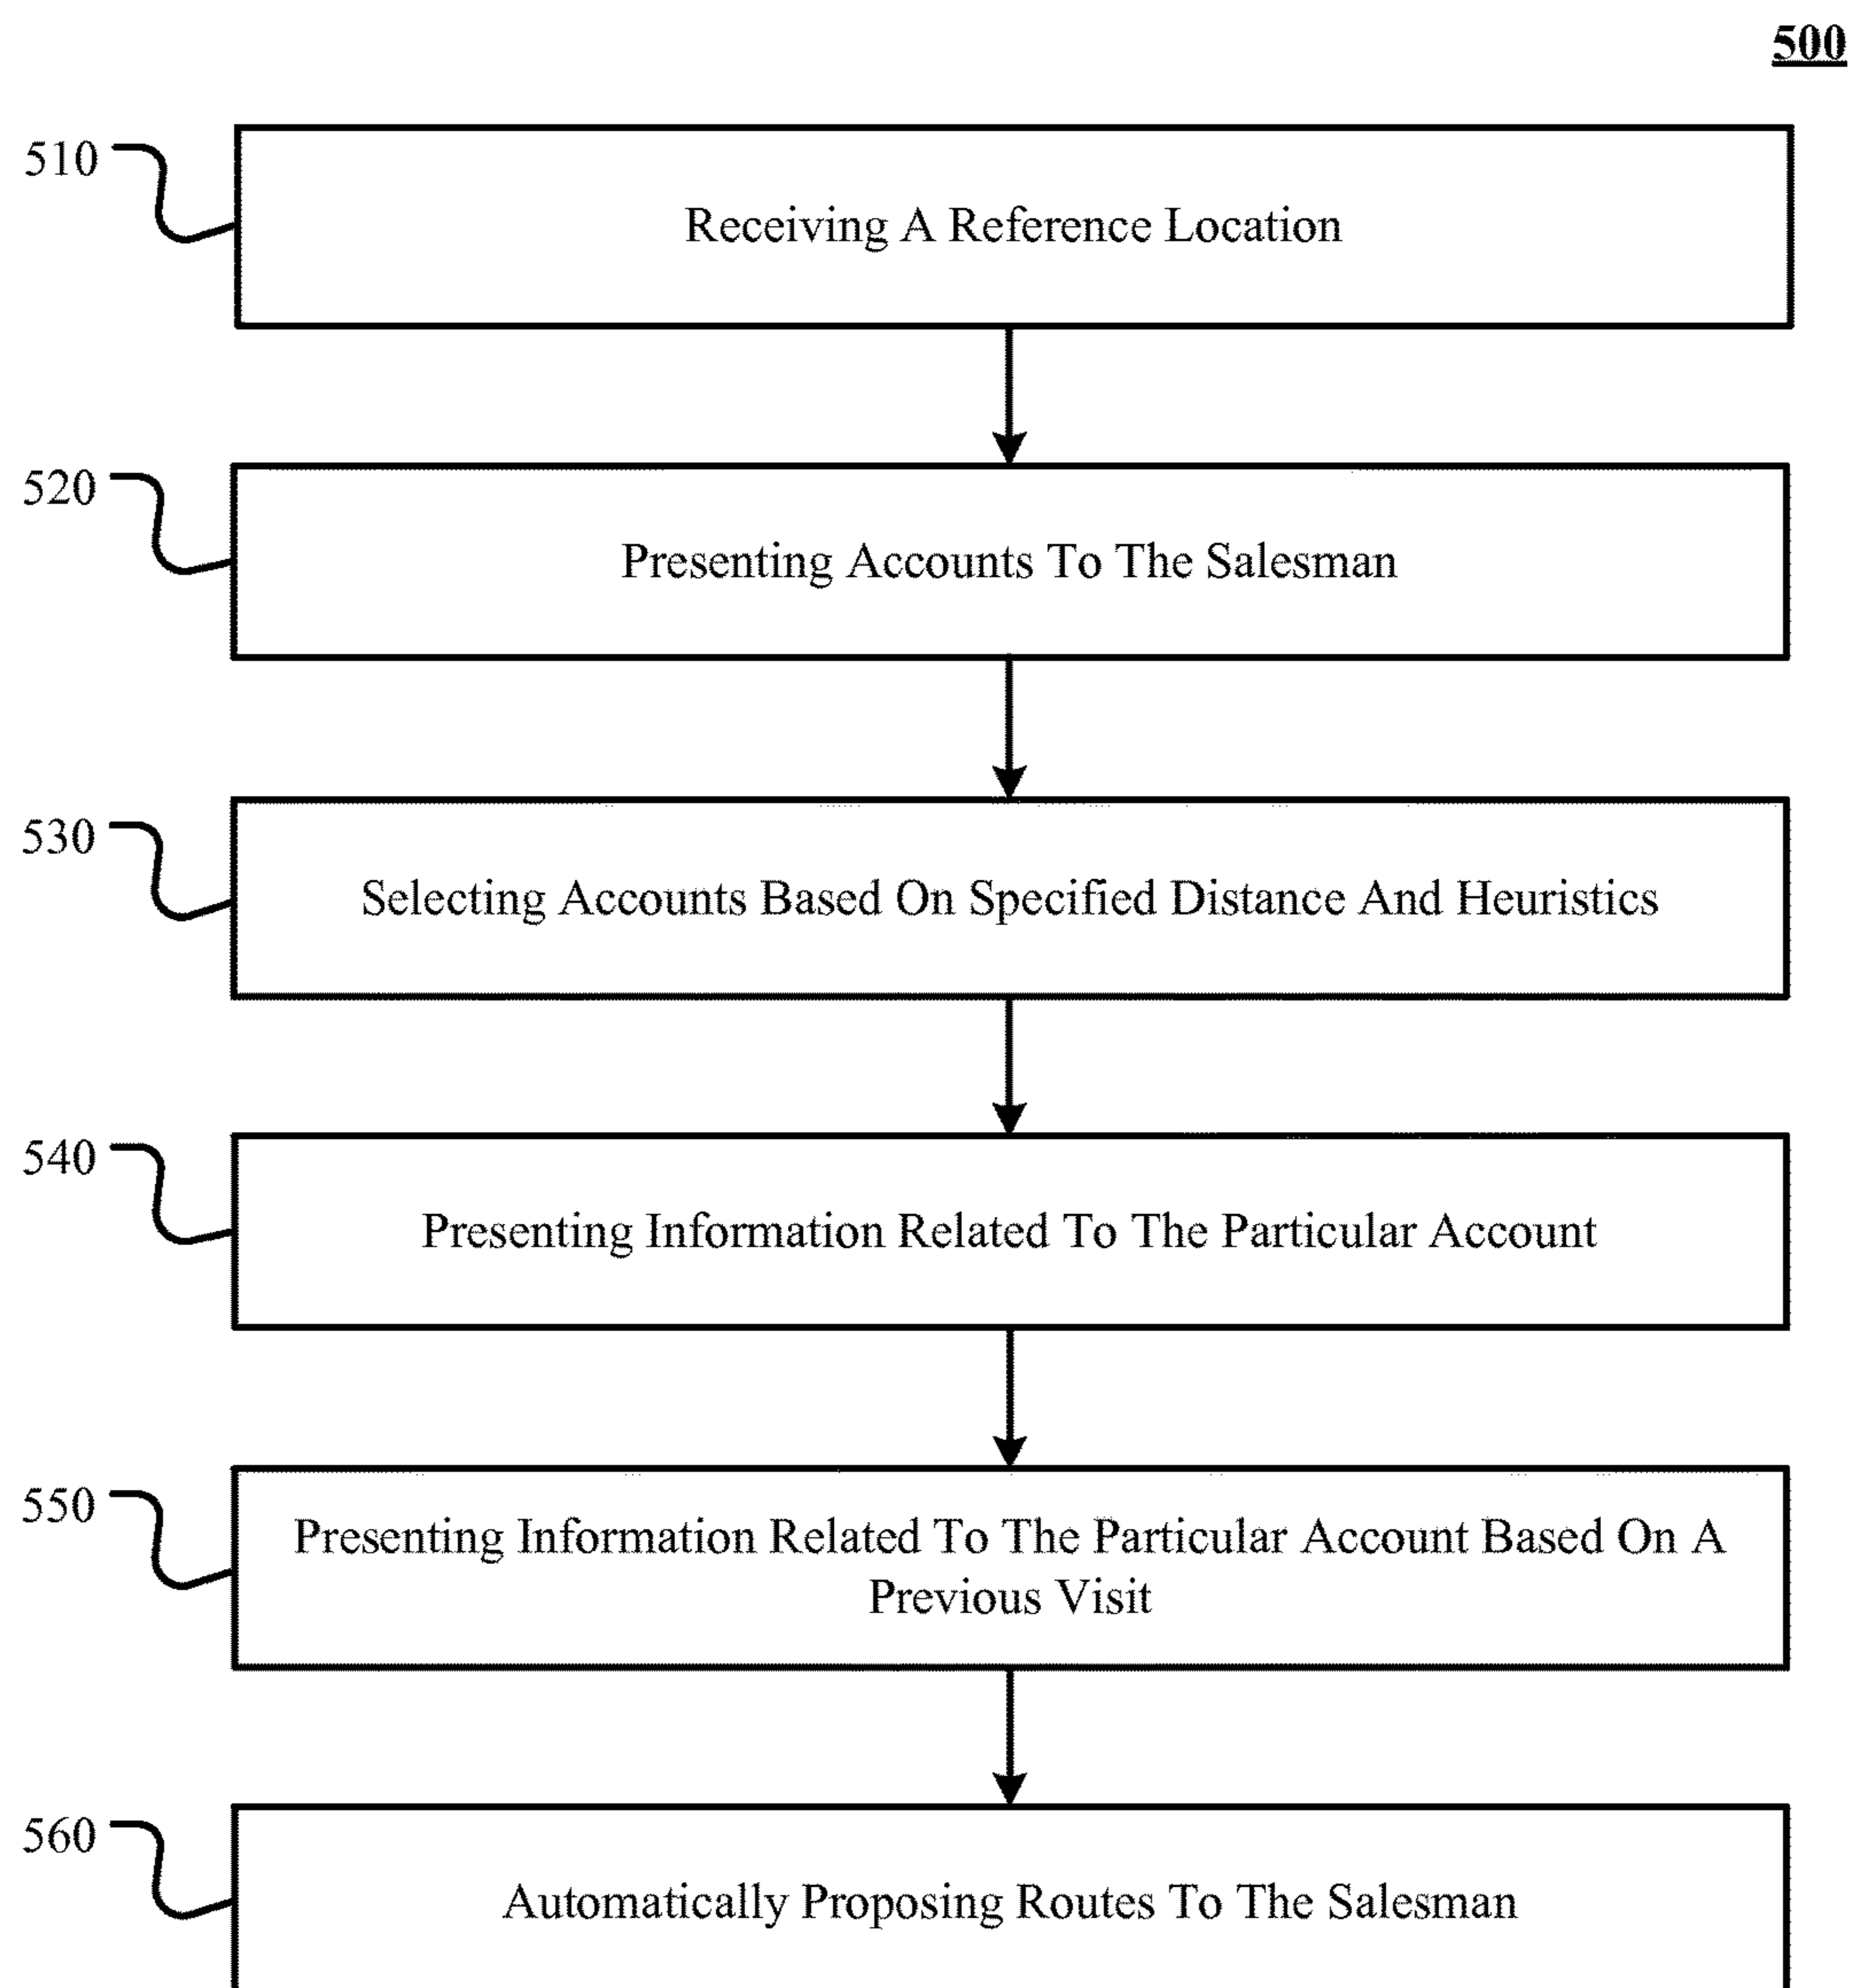 500
510
Receiving A Reference Location
520
Presenting Accounts To The Salesman
530
Selecting Accounts Based On Specified Distance And Heuristics
540
Presenting Information Related To The Particular Account
550
Presenting Information Related To The Particular Account Based On A
Previous Visit
560
Automatically Proposing Routes To The Salesman